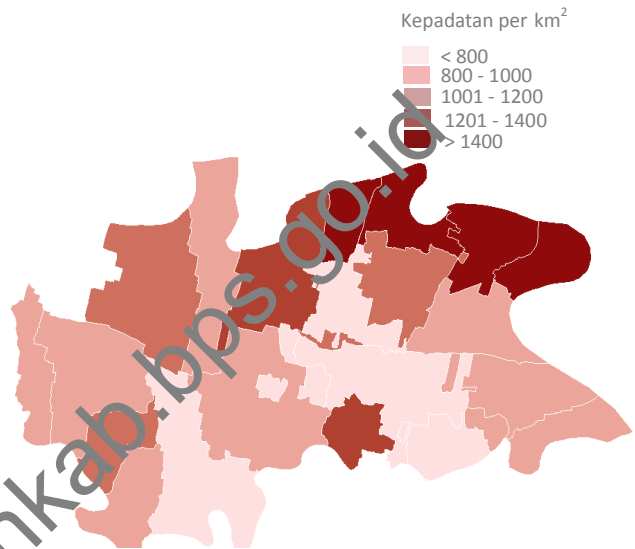 Kepadatan per km²
< 800
800 - 1000
1001 - 1200
1201 - 1400
> 1400
nkab.bps.go.id